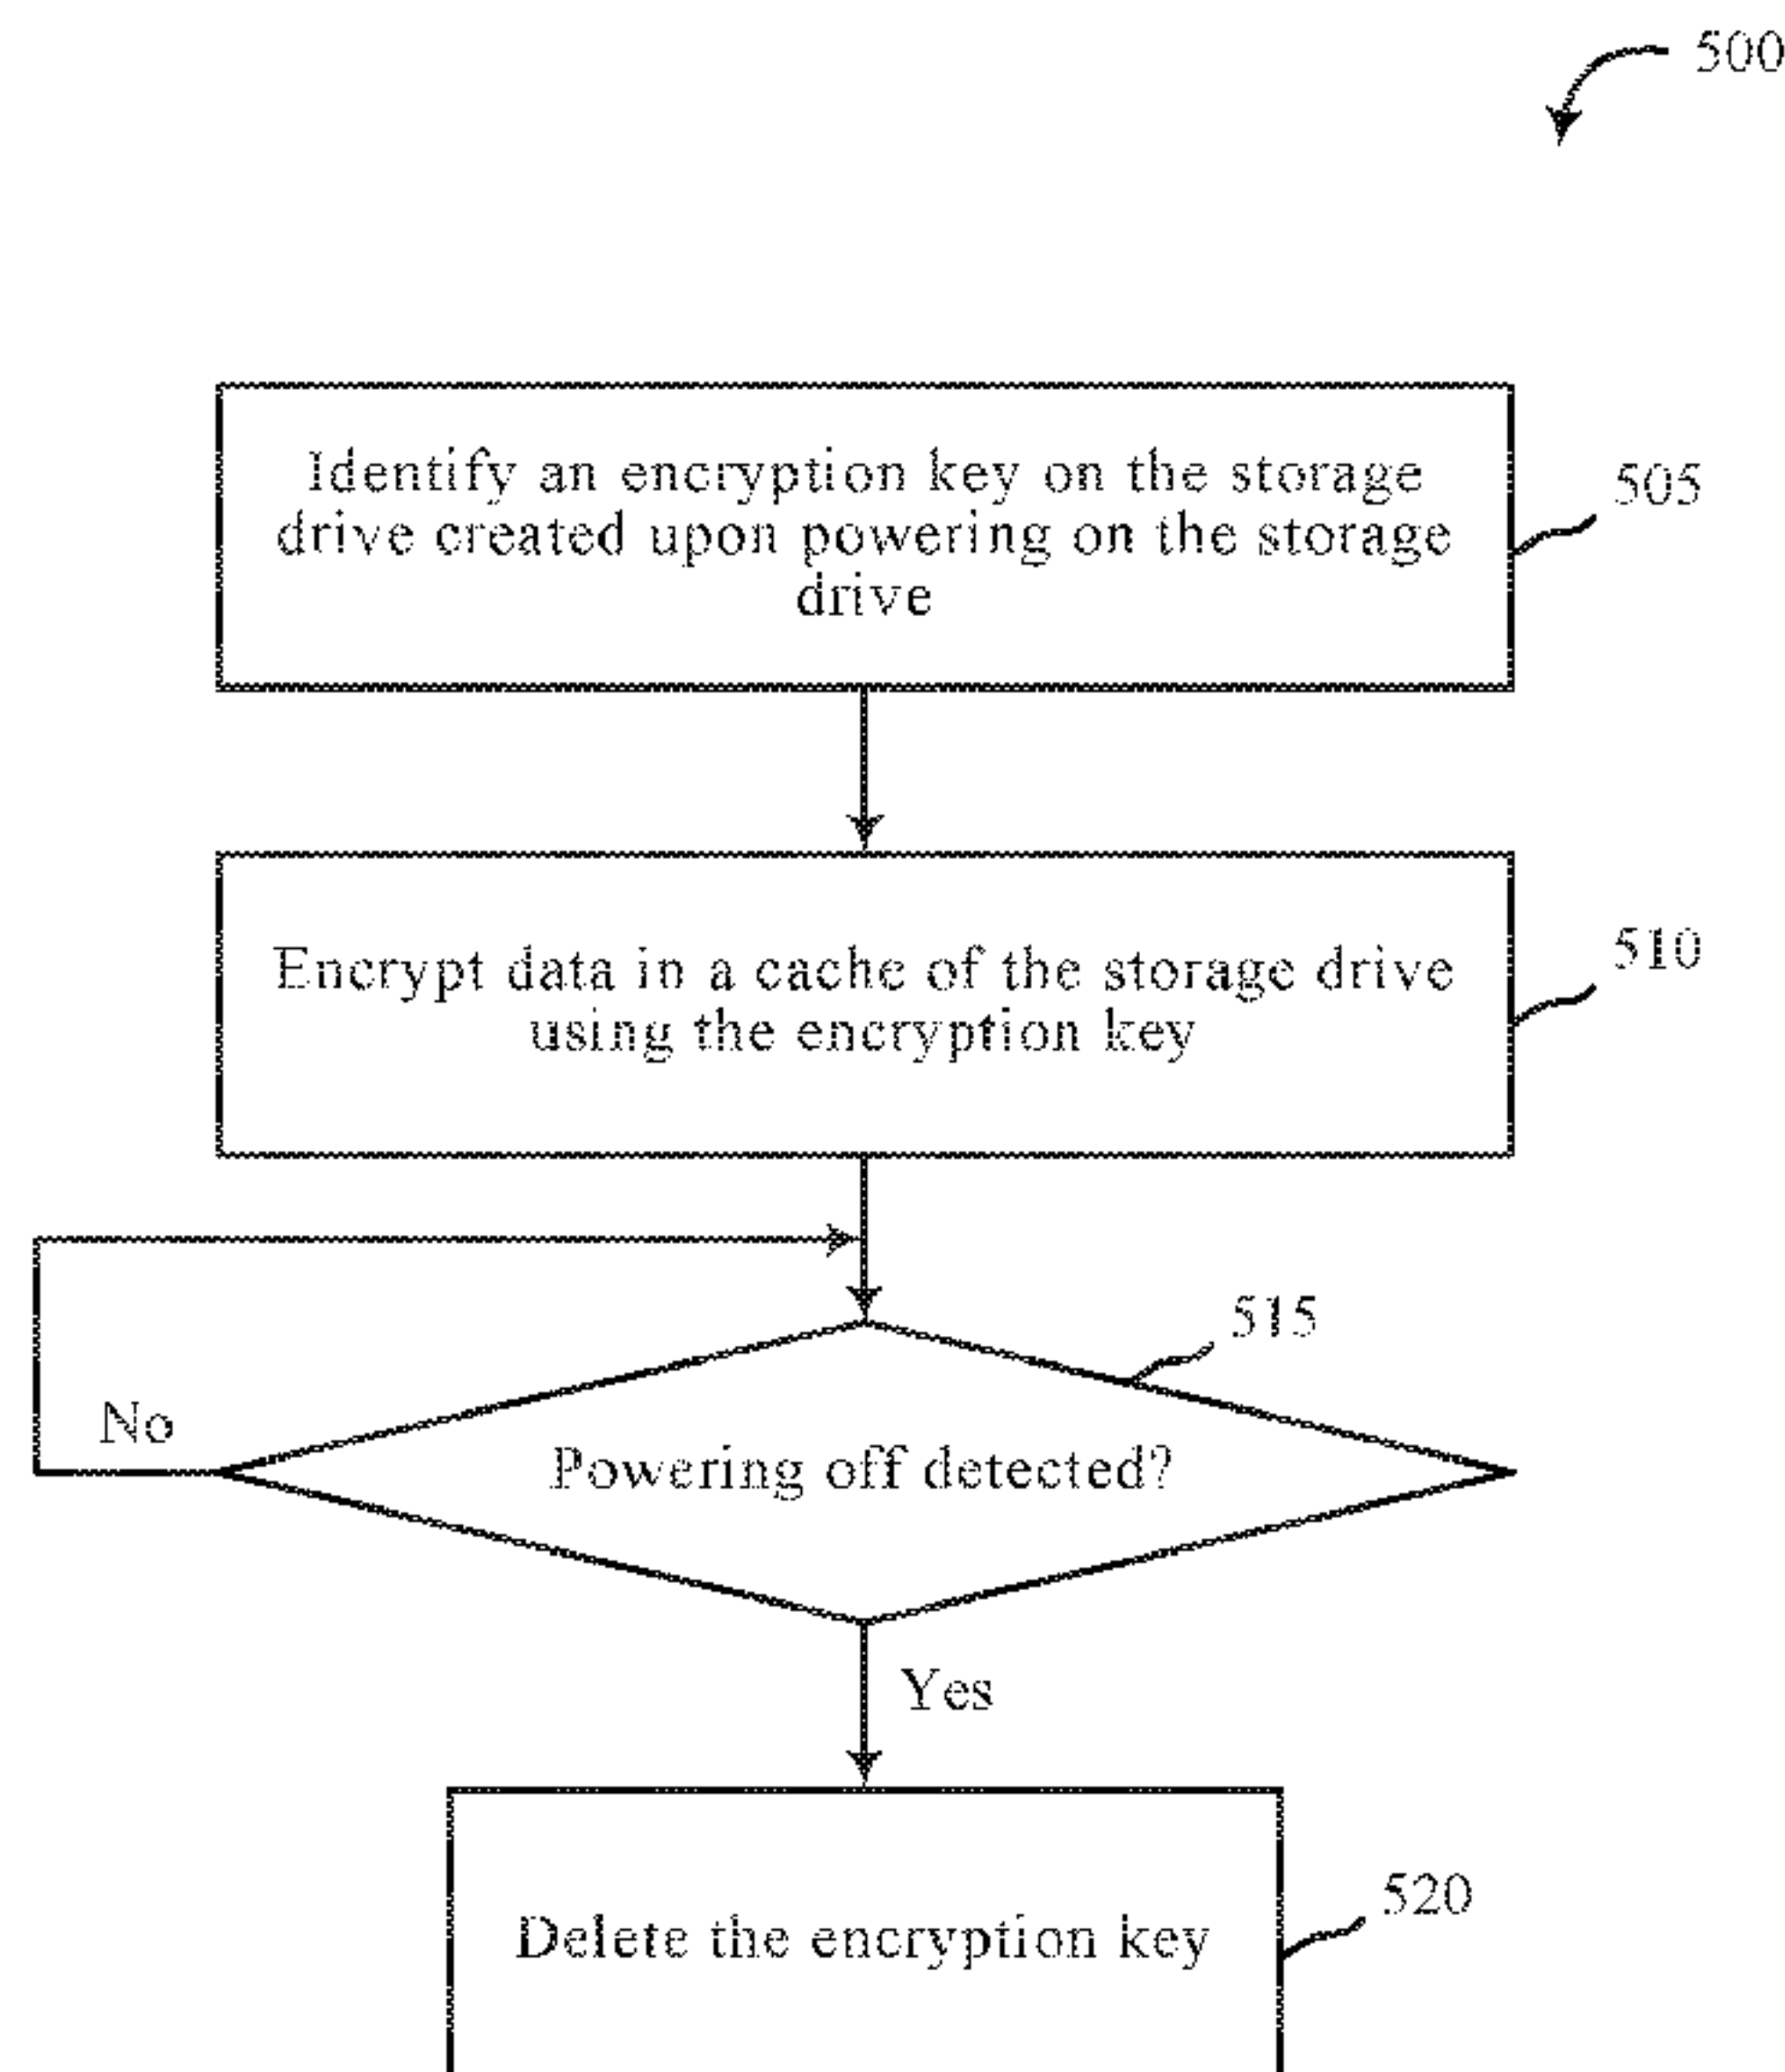 500
Identify an encryption key on the storage
drive created upon powering on the storage
drive
505
Encrypt data in a cache of the storage drive
using the encryption key
510
515
No
Powering off detected?
Yes
520
Delete the encryption key